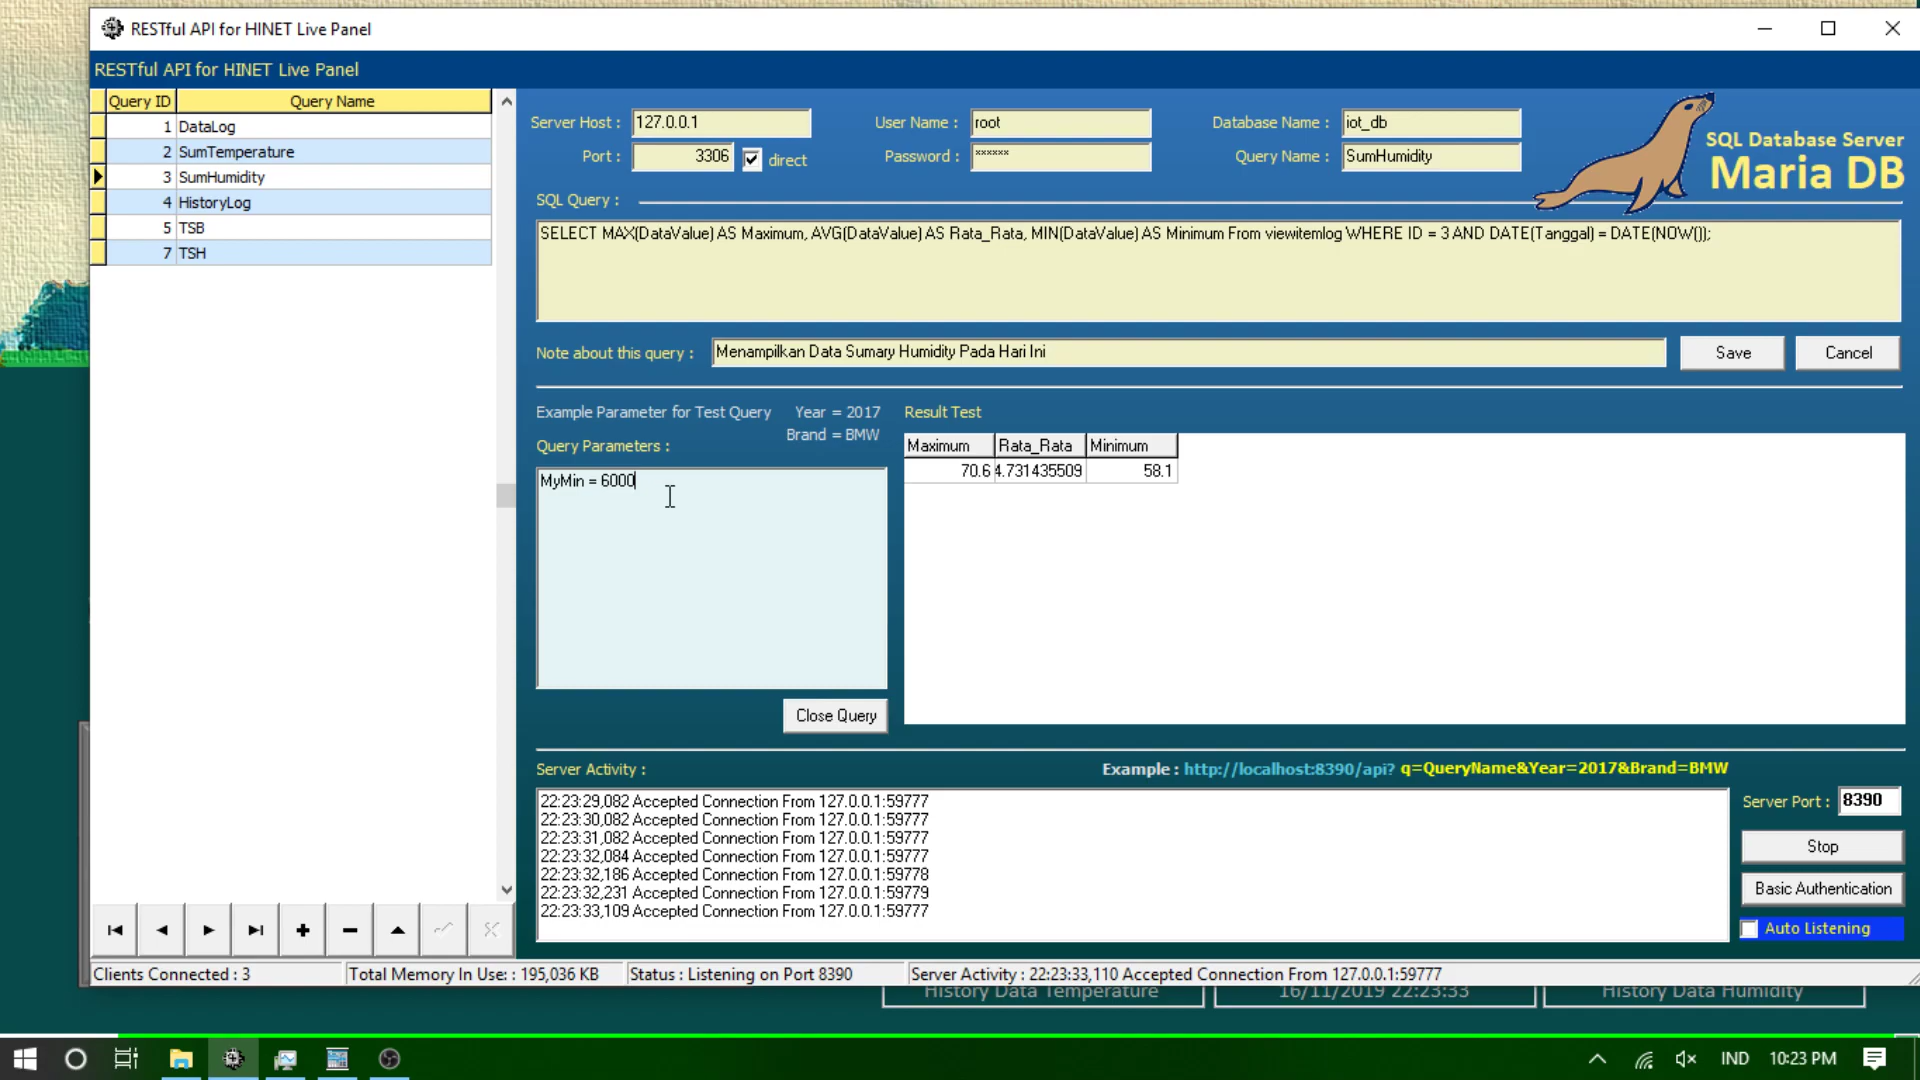 RESTful API for HINET Live Panel
RESTful API for HINET Live Panel
Query ID Query Name
1 DataLog
2 SumTemperature
3 SumHumidity
4 HistoryLog
5 TSB
7 TSH
Server Host : 127.0.0.1 User Name : root Database Name : iot_db
Port : 3306 direct Password : ****** Query Name : SumHumidity
SQL Database Server
Maria DB
SQL Query :
SELECT MAX(DataValue) AS Maximum, AVG(DataValue) AS Rata_Rata, MIN(DataValue) AS Minimum From viewitemlog WHERE ID = 3 AND DATE(Tanggal) = DATE(NOW());
Note about this query : Menampilkan Data Sumary Humidity Pada Hari Ini Save Cancel
Example Parameter for Test Query Year = 2017
Brand = BMW
Query Parameters :
MyMin = 6000
Close Query
Result Test
Maximum Rata_Rata Minimum
70.6 4.731435509 58.1
Server Activity : Example : http://localhost:8390/api? q=QueryName&Year=2017&Brand=BMW
22:23:29,082 Accepted Connection From 127.0.0.1:59777
22:23:30,082 Accepted Connection From 127.0.0.1:59777
22:23:31,082 Accepted Connection From 127.0.0.1:59777
22:23:32,084 Accepted Connection From 127.0.0.1:59777
22:23:32,186 Accepted Connection From 127.0.0.1:59778
22:23:32,231 Accepted Connection From 127.0.0.1:59779
22:23:33,109 Accepted Connection From 127.0.0.1:59777
Server Port : 8390
Stop
Basic Authentication
Auto Listening
Clients Connected : 3 Total Memory In Use: : 195,036 KB Status : Listening on Port 8390 Server Activity : 22:23:33,110 Accepted Connection From 127.0.0.1:59777
History Data Temperature 16/11/2019 22:23:33 History Data Humidity
IND 10:23 PM